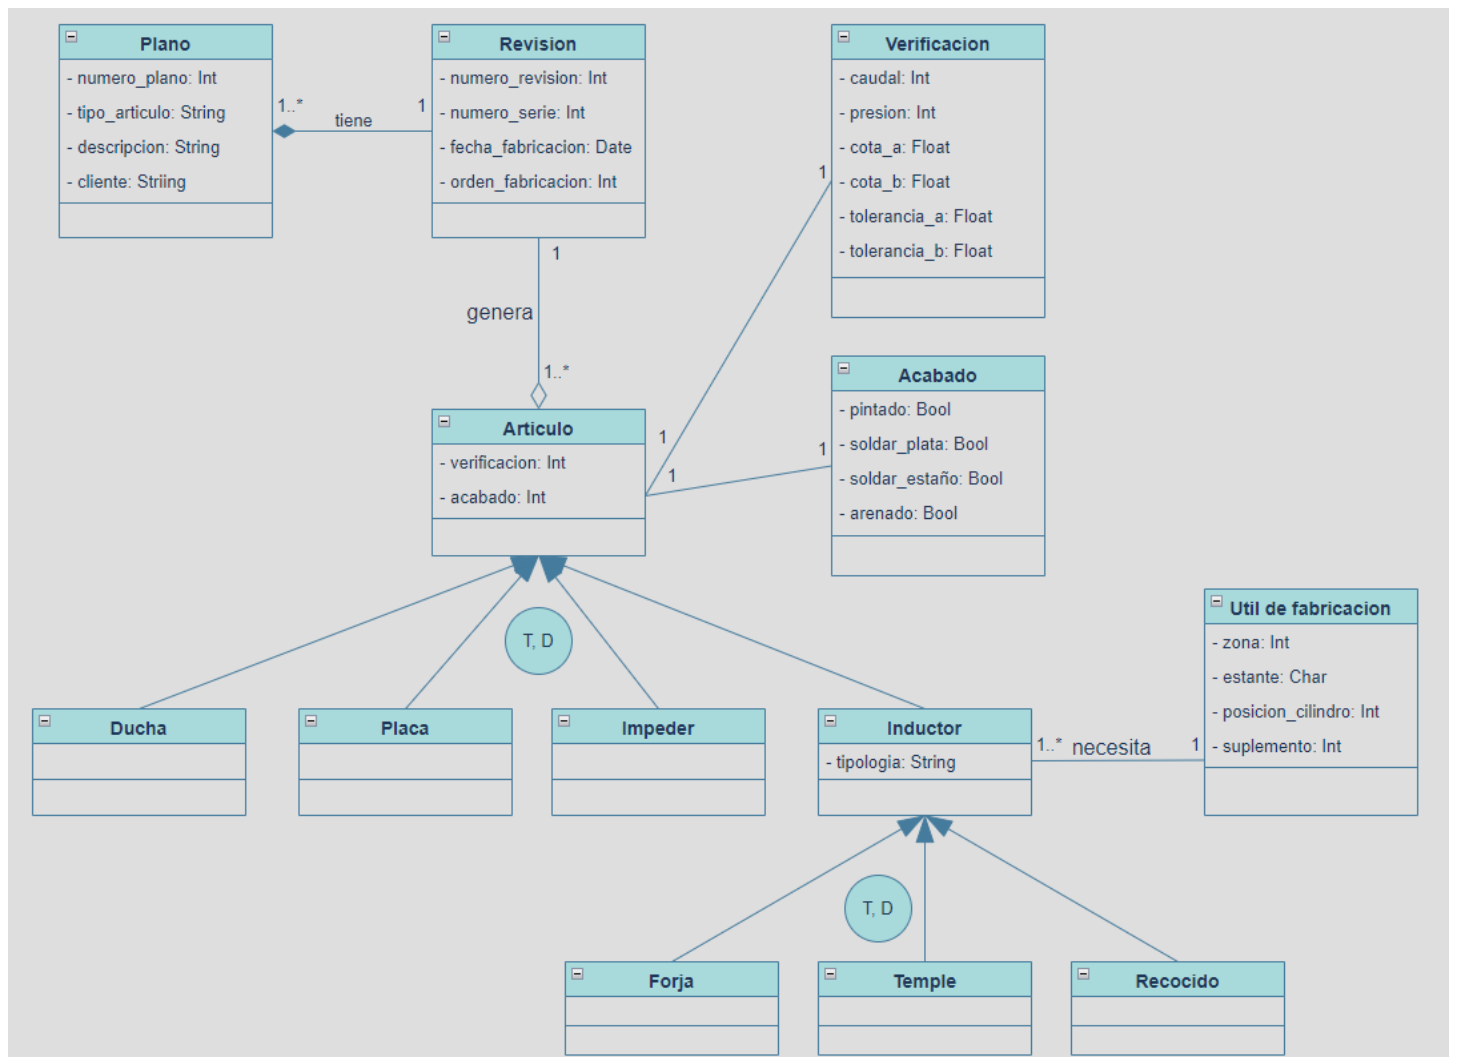 Plano
- numero_plano: Int
- tipo_articulo: String
- descripcion: String
- cliente: Striing
1..*
tiene
1
Revision
- numero_revision: Int
- numero_serie: Int
- fecha_fabricacion: Date
- orden_fabricacion: Int
Verificacion
- caudal: Int
- presion: Int
- cota_a: Float
- cota_b: Float
- tolerancia_a: Float
- tolerancia_b: Float
1
genera
1..*
1
Articulo
- verificacion: Int
- acabado: Int
1
1
1
Acabado
- pintado: Bool
- soldar_plata: Bool
- soldar_estaño: Bool
- arenado: Bool
T, D
Ducha
Placa
Impeder
Inductor
- tipologia: String
1..*
necesita
1
Util de fabricacion
- zona: Int
- estante: Char
- posicion_cilindro: Int
- suplemento: Int
T, D
Forja
Temple
Recocido